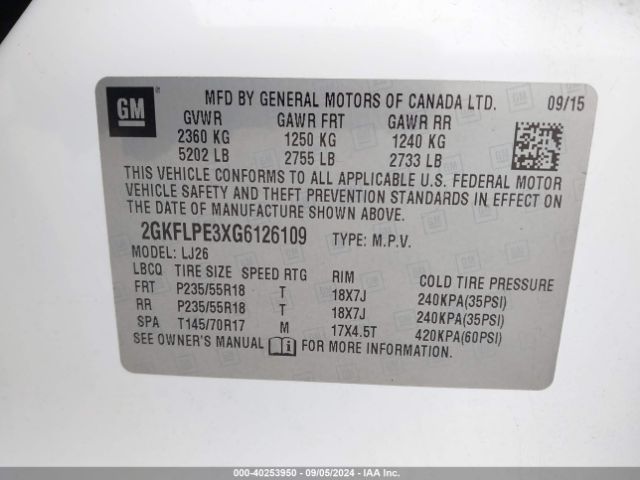 GM
MFD BY GENERAL MOTORS OF CANADA LTD. 09/15
GVWR GAWR FRT GAWR RR
2360 KG 1250 KG 1240 KG
5202 LB 2755 LB 2733 LB
THIS VEHICLE CONFORMS TO ALL APPLICABLE U.S. FEDERAL MOTOR
VEHICLE SAFETY AND THEFT PREVENTION STANDARDS IN EFFECT ON
THE DATE OF MANUFACTURE SHOWN ABOVE.
2GKFLPE3XG6126109 TYPE: M.P.V.
MODEL: LJ26
LBCQ TIRE SIZE SPEED RTG RIM COLD TIRE PRESSURE
FRT P235/55R18 T 18X7J 240KPA(35PSI)
RR P235/55R18 T 18X7J 240KPA(35PSI)
SPA T145/70R17 M 17X4.5T 420KPA(60PSI)
SEE OWNER'S MANUAL i FOR MORE INFORMATION.
000-40253950 - 09/05/2024 - IAAI.com